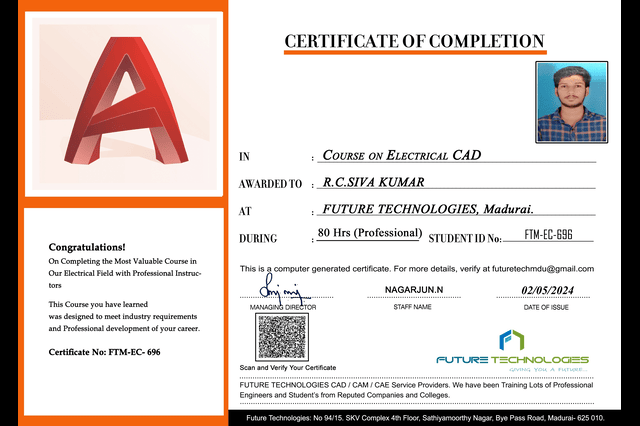 CERTIFICATE OF COMPLETION
IN : COURSE ON ELECTRICAL CAD
AWARDED TO : R.C.SIVA KUMAR
AT : FUTURE TECHNOLOGIES, Madurai.
DURING : 80 Hrs (Professional) STUDENT ID No: FTM-EC-696
This is a computer generated certificate. For more details, verify at futuretechmdu@gmail.com
NAGARJUN.N
02/05/2024
MANAGING DIRECTOR
STAFF NAME
DATE OF ISSUE
Scan and Verify Your Certificate
FUTURE TECHNOLOGIES
GIVING YOU A FUTURE...
FUTURE TECHNOLOGIES CAD / CAM / CAE Service Providers. We have been Training Lots of Professional
Engineers and Student's from Reputed Companies and Colleges.
Future Technologies: No 94/15. SKV Complex 4th Floor, Sathiyamoorthy Nagar, Bye Pass Road, Madurai- 625 010.
Congratulations!
On Completing the Most Valuable Course in
Our Electrical Field with Professional Instruc-
tors
This Course you have learned
was designed to meet industry requirements
and Professional development of your career.
Certificate No: FTM-EC- 696